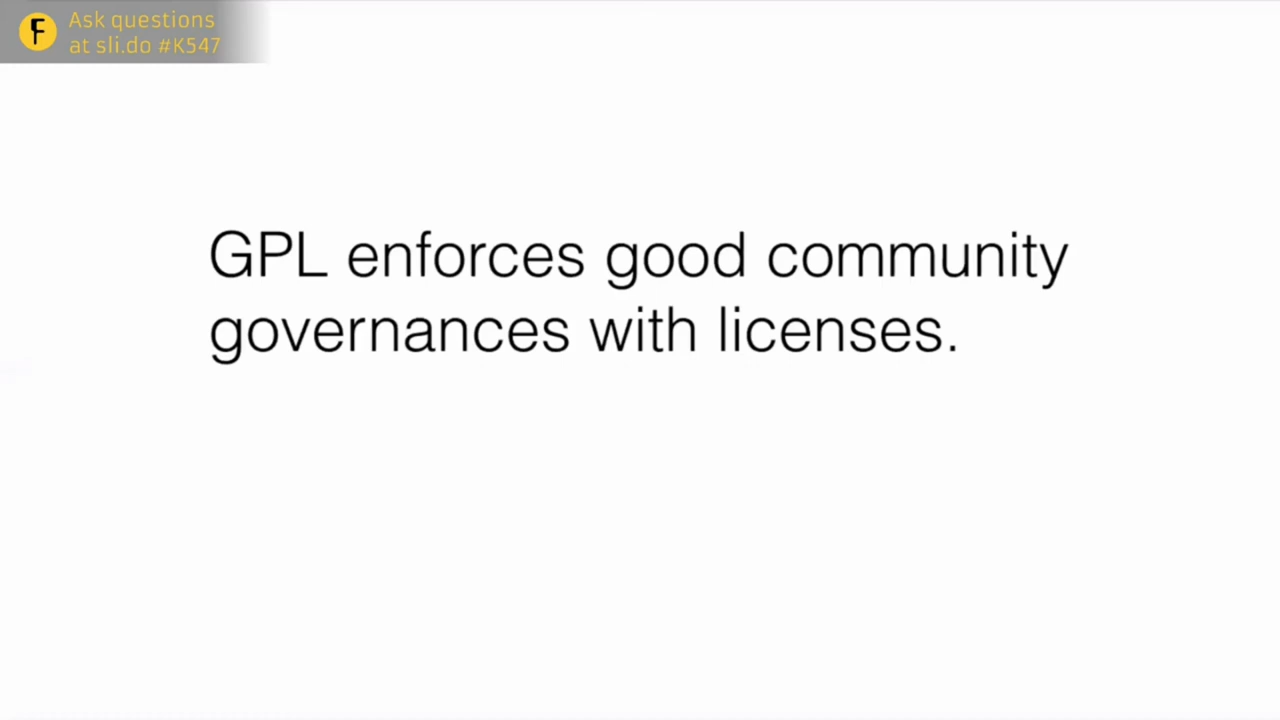 F
Ask questions
at sli.do #K547
GPL enforces good community
governances with licenses.